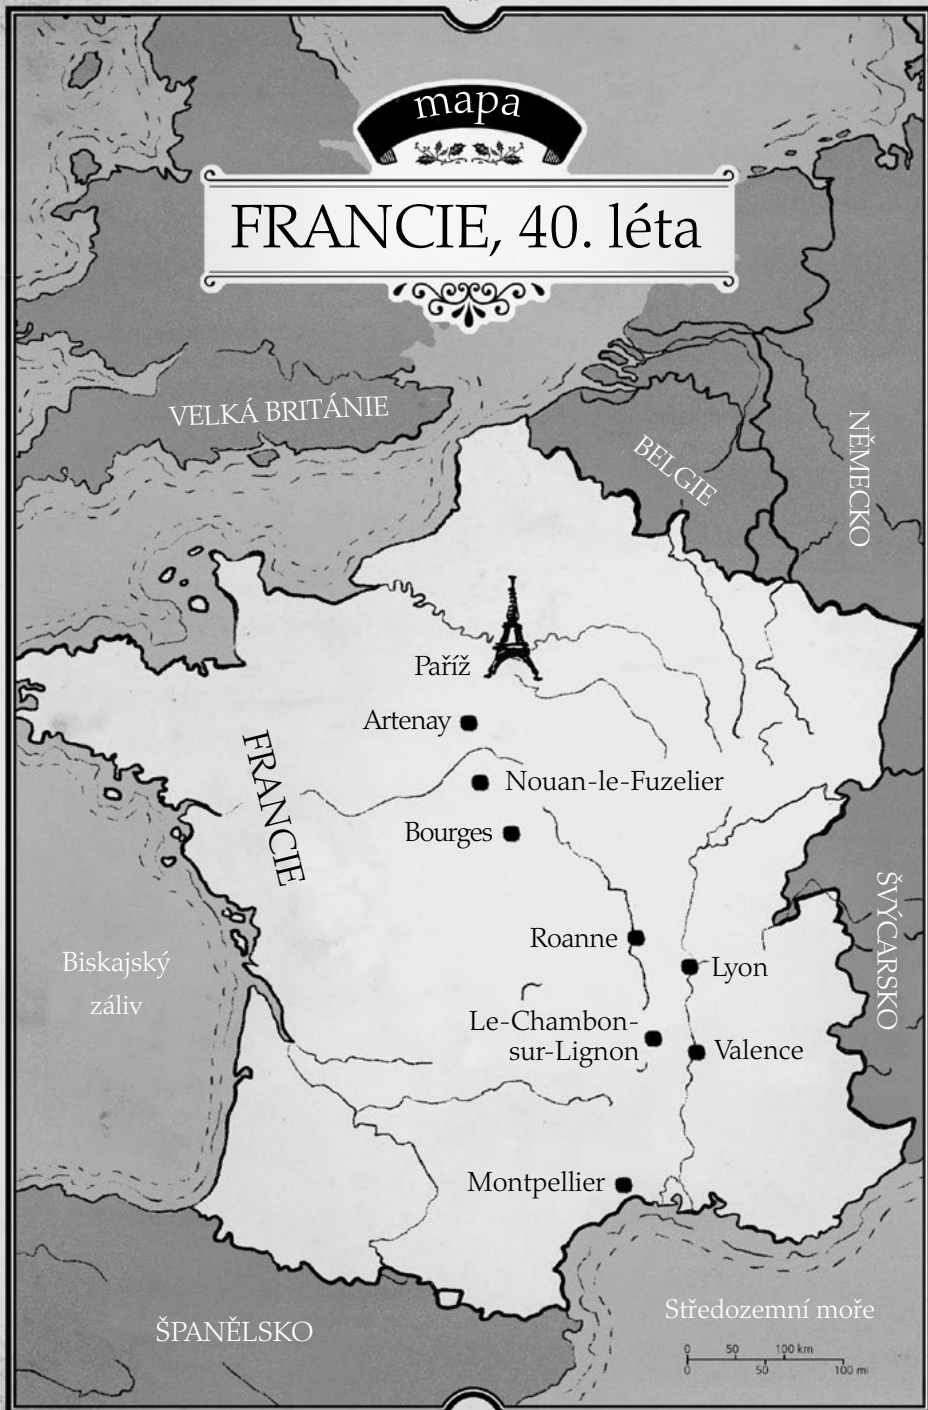 mapa
FRANCIE, 40. léta
VELKÁ BRITÁNIE
BELGIE
NĚMECKO
Paříž
Artenay
FRANCIE
Nouan-le-Fuzelier
Bourges
ŠVÝCARSKO
Roanne
Lyon
Biskajský
záliv
Le-Chambon-
sur-Lignon
Valence
Montpellier
Středozemní moře
ŠPANĚLSKO
0 50 100 km
0 50 100 mi